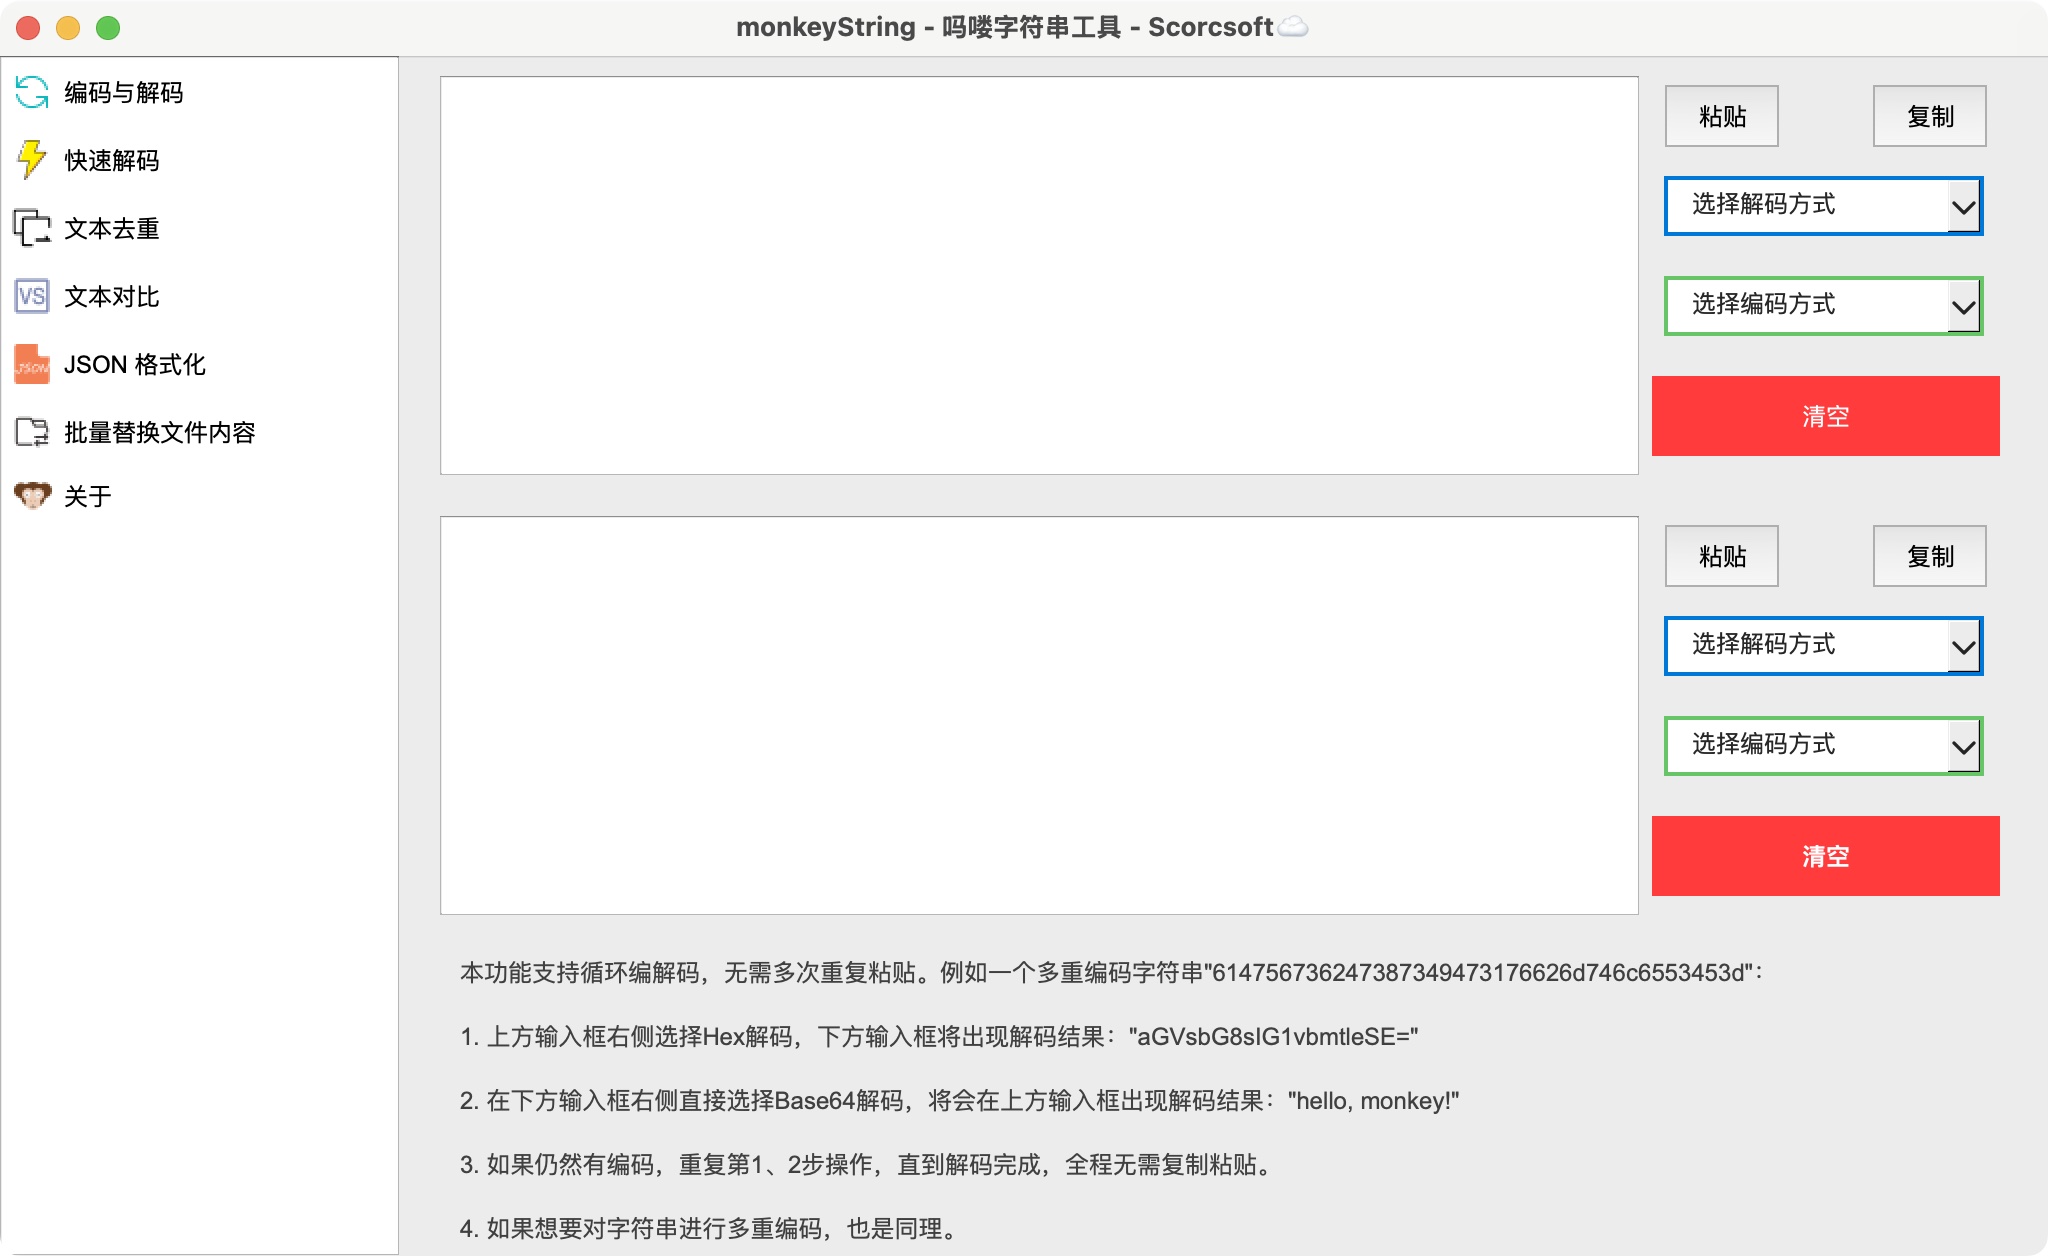 monkeyString - 吗喽字符串工具 - Scorcsoft☁️
编码与解码
快速解码
文本去重
VS 文本对比
JSON JSON 格式化
批量替换文件内容
关于
粘贴 复制
选择解码方式
选择编码方式
清空
粘贴 复制
选择解码方式
选择编码方式
清空
本功能支持循环编解码，无需多次重复粘贴。例如一个多重编码字符串"614756736247387349473176626d746c6553453d"：
1. 上方输入框右侧选择Hex解码，下方输入框将出现解码结果："aGVsbG8sIG1vbmtleSE="
2. 在下方输入框右侧直接选择Base64解码，将会在上方输入框出现解码结果："hello, monkey!"
3. 如果仍然有编码，重复第1、2步操作，直到解码完成，全程无需复制粘贴。
4. 如果想要对字符串进行多重编码，也是同理。